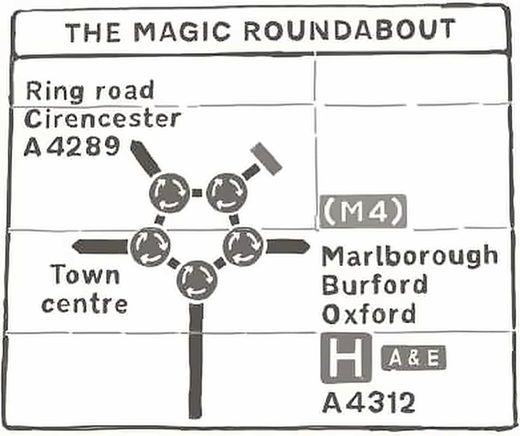 THE MAGIC ROUNDABOUT
Ring road
Cirencester
A4289
(M4)
Town
centre
Marlborough
Burford
Oxford
H A & E
A4312